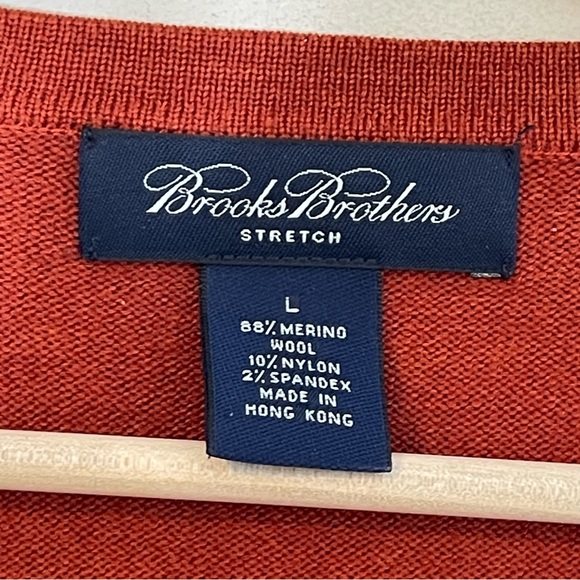 Brooks Brothers
STRETCH
L
88% MERINO
WOOL
10% NYLON
2% SPANDEX
MADE IN
HONG KONG